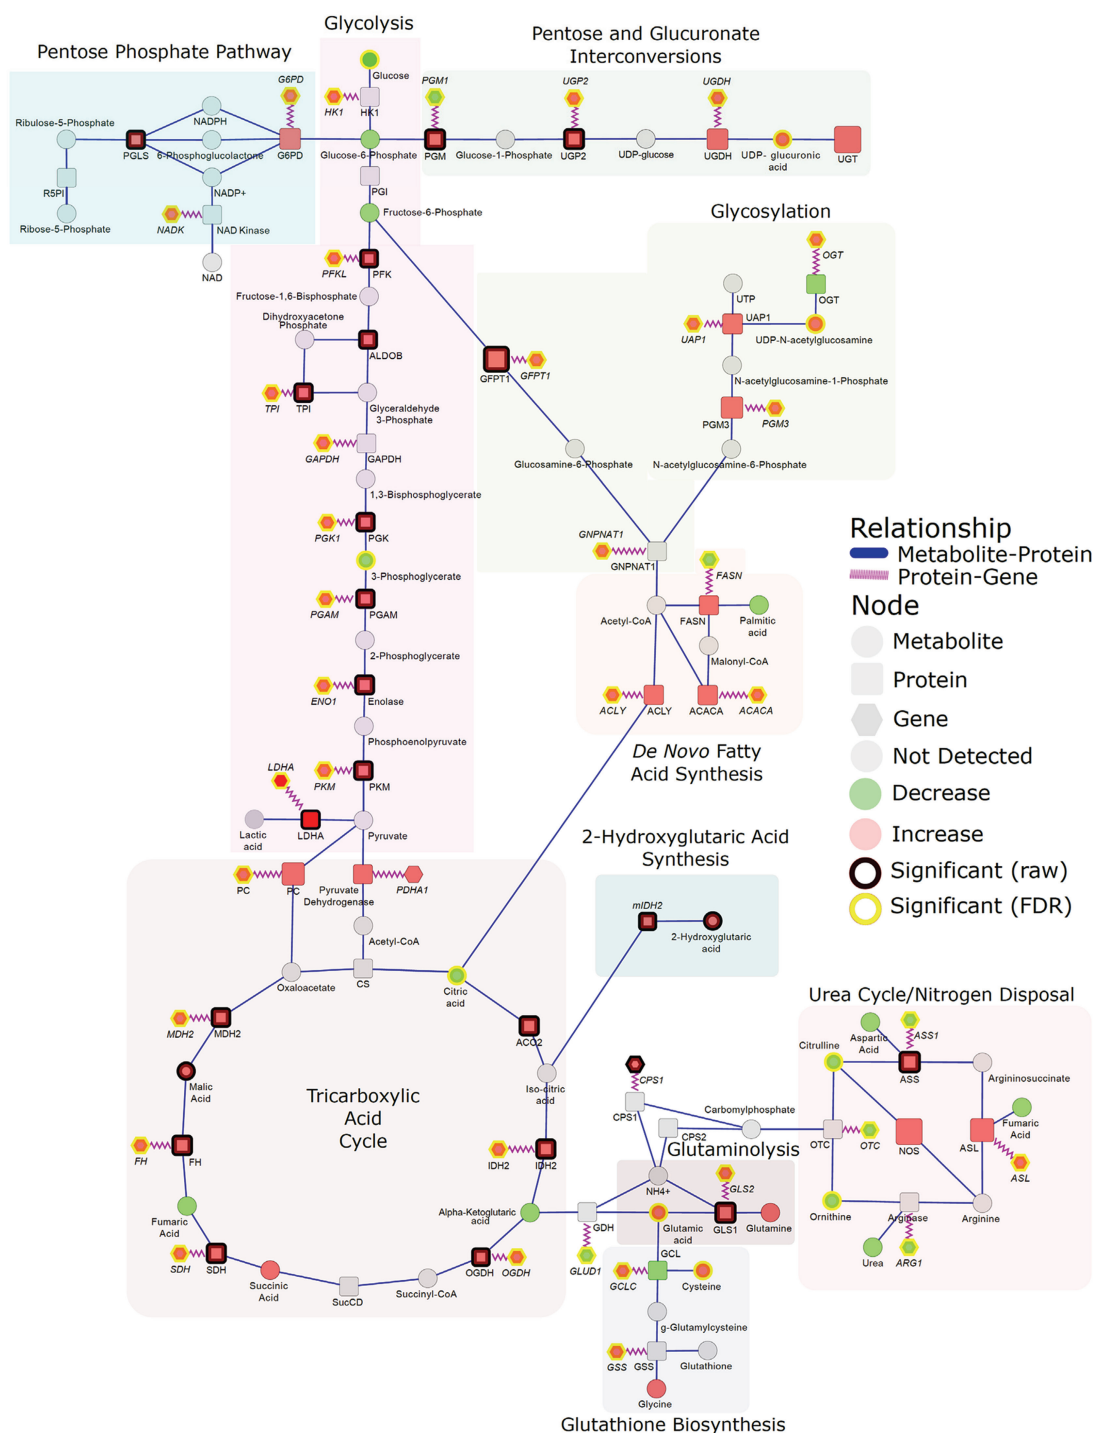 Glycolysis
Pentose Phosphate Pathway
Pentose and Glucuronate
Interconversions
Glucose
G6PD
HK1
HK1
PGM1
UGP2
UGDH
Ribulose-5-Phosphate
NADPH
PGLS
6-Phosphoglucolactone
G6PD
Glucose-6-Phosphate
PGM
Glucose-1-Phosphate
UGP2
UDP-glucose
UGDH
UDP- glucuronic
acid
UGT
R5PI
NADP+
PGI
Ribose-5-Phosphate
NADK
NAD Kinase
Fructose-6-Phosphate
NAD
Glycosylation
PFKL
PFK
OGT
OGT
UTP
Fructose-1,6-Bisphosphate
Dihydroxyacetone
Phosphate
ALDOB
UAP1
UAP1
UDP-N-acetylglucosamine
GFPT1
GFPT1
N-acetylglucosamine-1-Phosphate
TPI
TPI
Glyceraldehyde
3-Phosphate
PGM3
PGM3
GAPDH
GAPDH
Glucosamine-6-Phosphate
N-acetylglucosamine-6-Phosphate
1,3-Bisphosphoglycerate
PGK1
PGK
GNPNAT1
GNPNAT1
3-Phosphoglycerate
FASN
PGAM
PGAM
Acetyl-CoA
FASN
Palmitic
acid
2-Phosphoglycerate
Malonyl-CoA
ENO1
Enolase
ACLY
ACLY
ACACA
ACACA
Phosphoenolpyruvate
De Novo Fatty
Acid Synthesis
LDHA
PKM
PKM
Lactic
acid
LDHA
Pyruvate
Relationship
Metabolite-Protein
Protein-Gene
Node
Metabolite
Protein
Gene
Not Detected
Decrease
Increase
Significant (raw)
Significant (FDR)
2-Hydroxyglutaric Acid
Synthesis
PC
PC
Pyruvate
Dehydrogenase
PDHA1
mIDH2
2-Hydroxyglutaric
acid
Acetyl-CoA
Oxaloacetate
CS
Citric
acid
MDH2
MDH2
ACO2
Malic
Acid
Iso-citric
acid
Tricarboxylic
Acid
Cycle
FH
FH
IDH2
IDH2
Fumaric
Acid
Alpha-Ketoglutaric
acid
SDH
SDH
Succinic
Acid
SucCD
Succinyl-CoA
OGDH
OGDH
Urea Cycle/Nitrogen Disposal
Aspartic
Acid
ASS1
Citrulline
ASS
Argininosuccinate
CPS1
CPS1
Carbomylphosphate
CPS2
OTC
OTC
NOS
Fumaric
Acid
ASL
ASL
Ornithine
Arginase
Arginine
Urea
ARG1
Glutaminolysis
NH4+
GLS2
GDH
Glutamic
acid
GLS1
Glutamine
GLUD1
GCL
GCLC
Cysteine
g-Glutamylcysteine
GSS
GSS
Glutathione
Glycine
Glutathione Biosynthesis